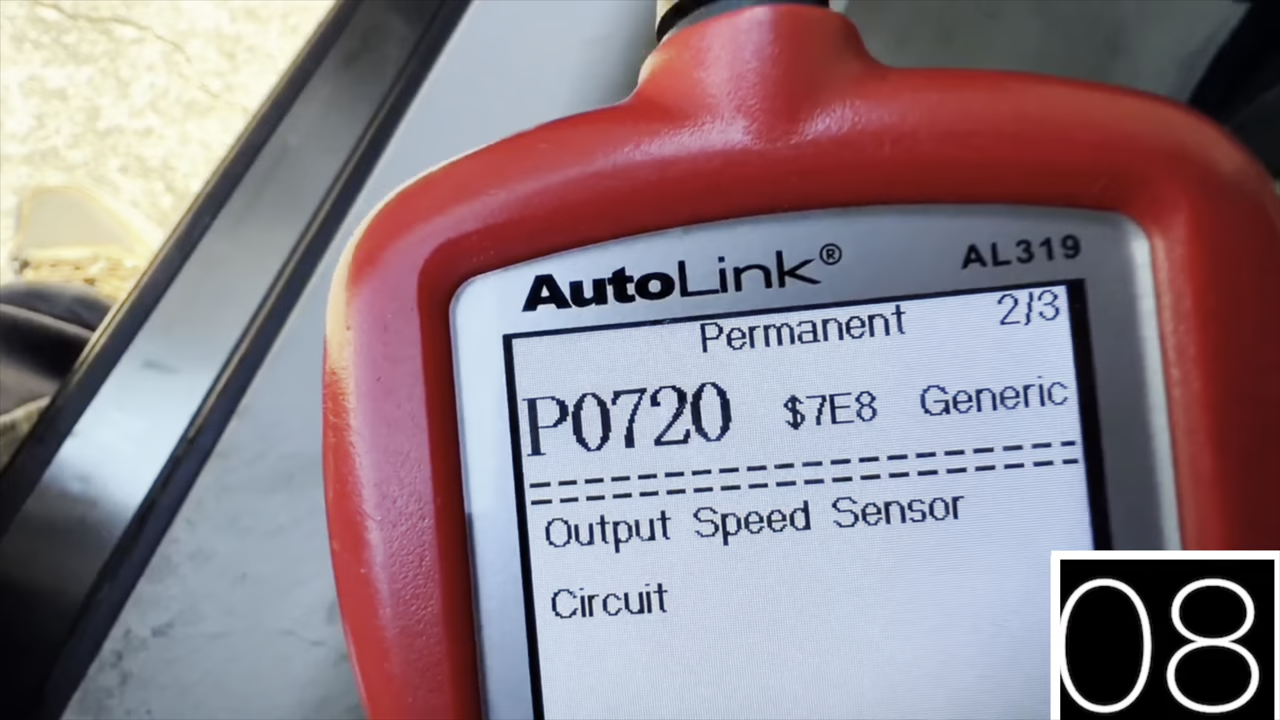 AutoLink® AL319
Permanent 2/3
P0720 $7E8 Generic
Output Speed Sensor
Circuit
08